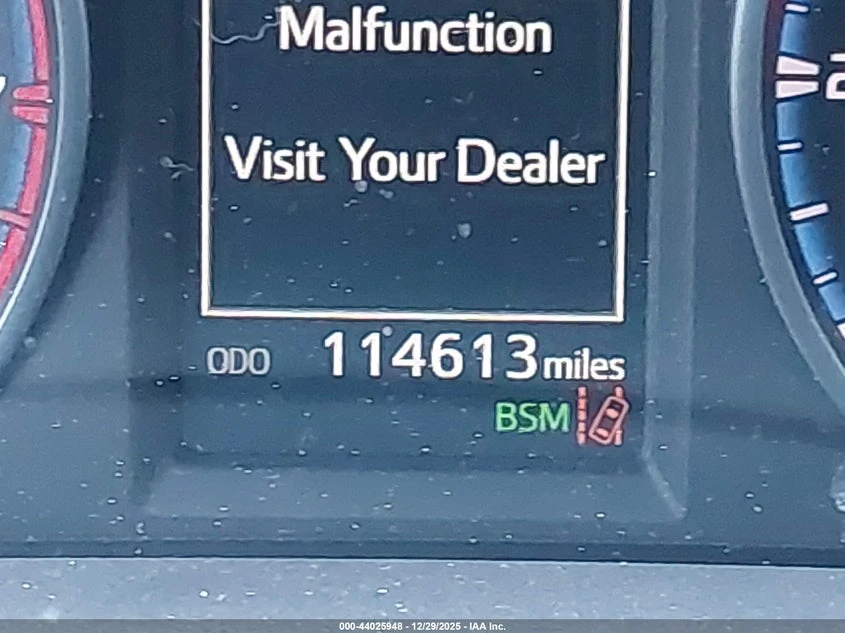 Malfunction
Visit Your Dealer
ODO 114613 miles
BSM
000-44025948 - 12/29/2025 - IAA Inc.